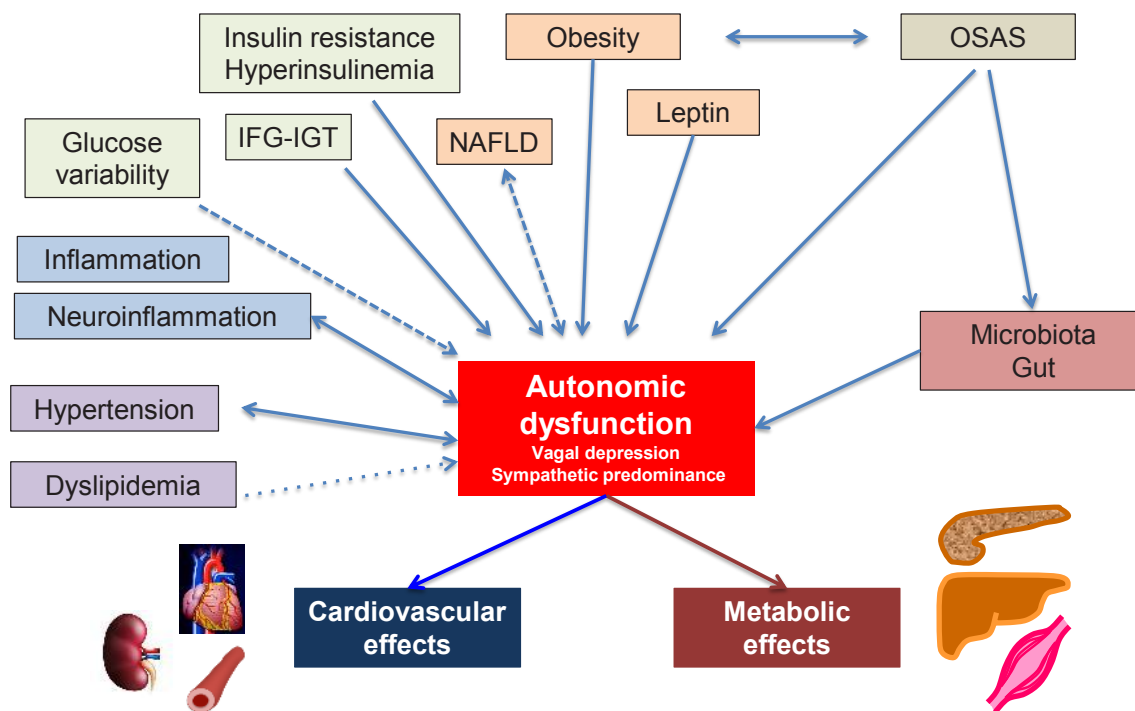 Insulin resistance
Hyperinsulinemia
Obesity
OSAS
Glucose
variability
IFG-IGT
NAFLD
Leptin
Inflammation
Neuroinflammation
Microbiota
Gut
Hypertension
Dyslipidemia
Autonomic
dysfunction
Vagal depression
Sympathetic predominance
Cardiovascular
effects
Metabolic
effects